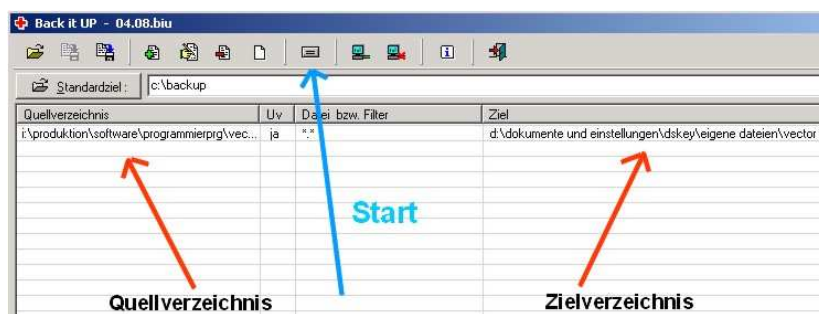 Back it UP - 04.08.biu
Standardziel: c:\backup
Quellverzeichnis Uv Datei bzw. Filter Ziel
i:\produktion\software\programmierprg\vec... ja *.* d:\dokumente und einstellungen\dskey\eigene dateien\vector
Start
Quellverzeichnis Zielverzeichnis